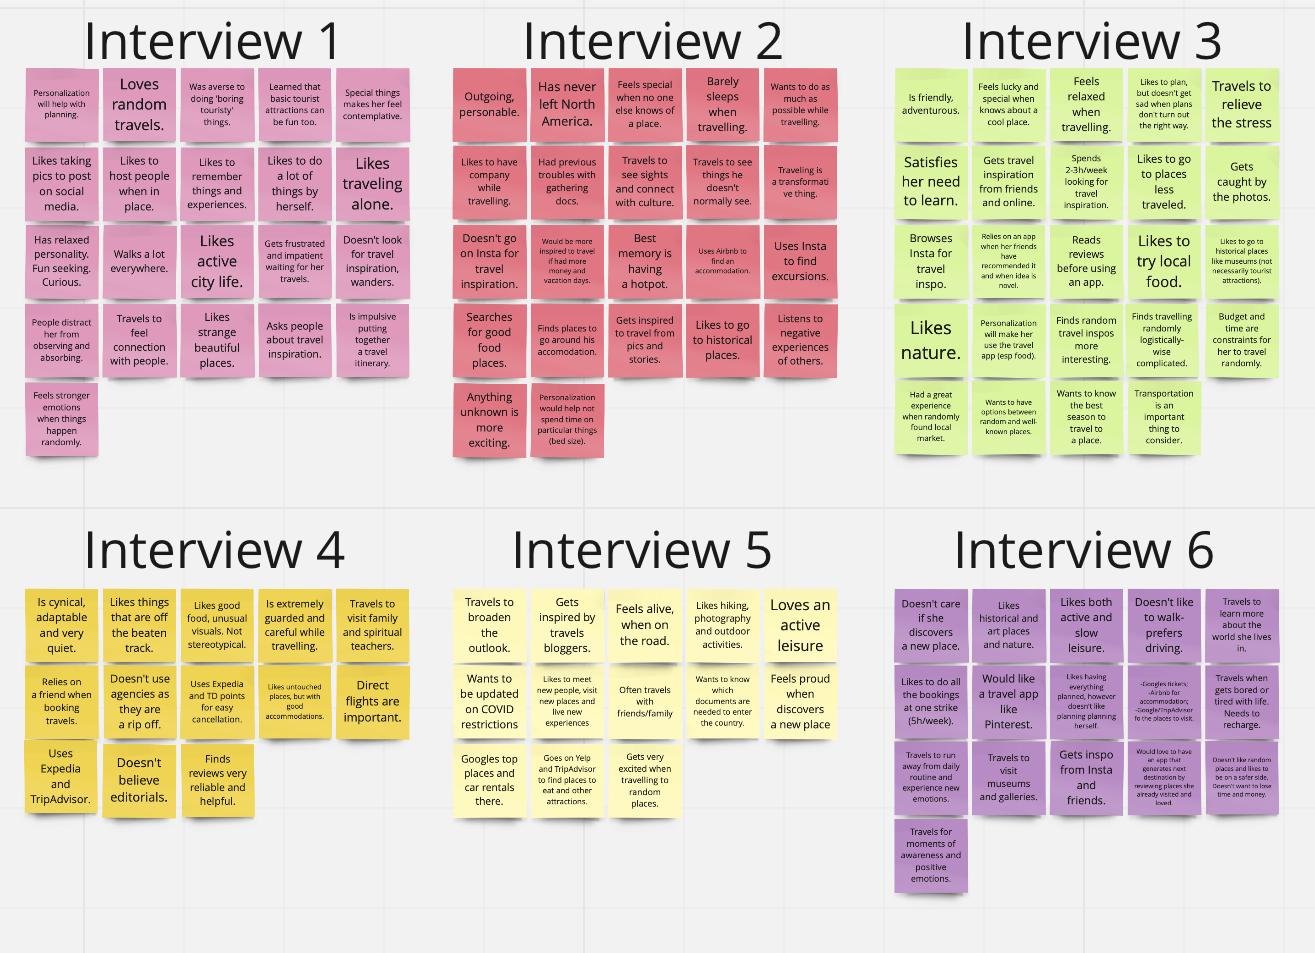 Interview 1
Personalization
will help with
planning.
Loves
random
travels.
Was averse to
doing 'boring
touristy'
things.
Learned that
basic tourist
attractions can
be fun too.
Special things
makes her feel
contemplative.
Likes taking
pics to post
on social
media.
Likes to
host people
when in
place.
Likes to
remember
things and
experiences.
Likes to do
a lot of
things by
herself.
Likes
traveling
alone.
Has relaxed
personality.
Fun seeking.
Curious.
Walks a lot
everywhere.
Likes
active
city life.
Gets frustrated
and impatient
waiting for her
travels.
Doesn't look
for travel
inspiration,
wanders.
People distract
her from
observing and
absorbing.
Travels to
feel
connection
with people.
Likes
strange
beautiful
places.
Asks people
about travel
inspiration.
Is impulsive
putting
together
a travel
itinerary.
Feels stronger
emotions
when things
happen
randomly.
Interview 2
Outgoing,
personable.
Has never
left North
America.
Feels special
when no one
else knows of
a place.
Barely
sleeps
when
travelling.
Wants to do as
much as
possible while
travelling.
Likes to have
company
while
travelling.
Had previous
troubles with
gathering
docs.
Travels to
see sights
and connect
with culture.
Travels to see
things he
doesn't
normally see.
Traveling is
a transformati
ve thing.
Doesn't go
on Insta for
travel
inspiration.
Would be more
inspired to travel
if had more
money and
vacation days.
Best
memory is
having
a hotpot.
Uses Airbnb to
find an
accommodation.
Uses Insta
to find
excursions.
Searches
for good
food
places.
Finds places to
go around his
accomodation.
Gets inspired
to travel from
pics and
stories.
Likes to go
to historical
places.
Listens to
negative
experiences
of others.
Anything
unknown is
more
exciting.
Personalization
would help not
spend time on
particular things
(bed size).
Interview 3
Is friendly,
adventurous.
Feels lucky and
special when
knows about a
cool place.
Feels
relaxed
when
travelling.
Likes to plan,
but doesn't get
sad when plans
don't turn out
the right way.
Travels to
relieve
the stress
Satisfies
her need
to learn.
Gets travel
inspiration
from friends
and online.
Spends
2-3h/week
looking for
travel
inspiration.
Likes to go
to places
less
traveled.
Gets
caught by
the photos.
Browses
Insta for
travel
inspo.
Relies on an app
when her friends
have
recommended it
and when idea is
novel.
Reads
reviews
before using
an app.
Likes to
try local
food.
Likes to go to
historical places
like museums (not
necessarily tourist
attractions).
Likes
nature.
Personalization
will make her
use the travel
app (esp food).
Finds random
travel inspos
more
interesting.
Finds travelling
randomly
logistically-
wise
complicated.
Budget and
time are
constraints for
her to travel
randomly.
Had a great
experience
when randomly
found local
market.
Wants to have
options between
random and well-
known places.
Wants to know
the best
season to
travel to
a place.
Transportation
is an
important
thing to
consider.
Interview 4
Is cynical,
adaptable
and very
quiet.
Likes things
that are off
the beaten
track.
Likes good
food, unusual
visuals. Not
stereotypical.
Is extremely
guarded and
careful while
travelling.
Travels to
visit family
and spiritual
teachers.
Relies on
a friend when
booking
travels.
Doesn't use
agencies as
they are
a rip off.
Uses Expedia
and TD points
for easy
cancellation.
Likes untouched
places, but with
good
accommodations.
Direct
flights are
important.
Uses
Expedia
and
TripAdvisor.
Doesn't
believe
editorials.
Finds
reviews very
reliable and
helpful.
Interview 5
Travels to
broaden
the
outlook.
Gets
inspired by
travels
bloggers.
Feels alive,
when on
the road.
Likes hiking,
photography
and outdoor
activities.
Loves an
active
leisure
Wants to
be updated
on COVID
restrictions
Likes to meet
new people, visit
new places and
live new
experiences
Often travels
with
friends/family
Wants to know
which
documents are
needed to enter
the country.
Feels proud
when
discovers
a new place
Googles top
places and
car rentals
there.
Goes on Yelp
and TripAdvisor
to find places to
eat and other
attractions.
Gets very
excited when
travelling to
random
places.
Interview 6
Doesn't care
if she
discovers
a new place.
Likes
historical and
art places
and nature.
Likes both
active and
slow
leisure.
Doesn't like
to walk-
prefers
driving.
Travels to
learn more
about the
world she lives
in.
Likes to do all
the bookings
at one strike
(5h/week).
Would like
a travel app
like
Pinterest.
Likes having
everything
planned, however
doesn't like
planning planning
herself.
-Googles tickets;
-Airbnb for
accommodation;
-Google/TripAdvisor
fo the places to visit.
Travels when
gets bored or
tired with life.
Needs to
recharge.
Travels to run
away from daily
routine and
experience new
emotions.
Travels to
visit
museums
and galleries.
Gets inspo
from Insta
and
friends.
Would love to have
an app that
generates next
destination by
reviewing places she
already visited and
loved.
Doesn't like random
places and likes to
be on a safer side.
Doesn't want to lose
time and money.
Travels for
moments of
awareness and
positive
emotions.